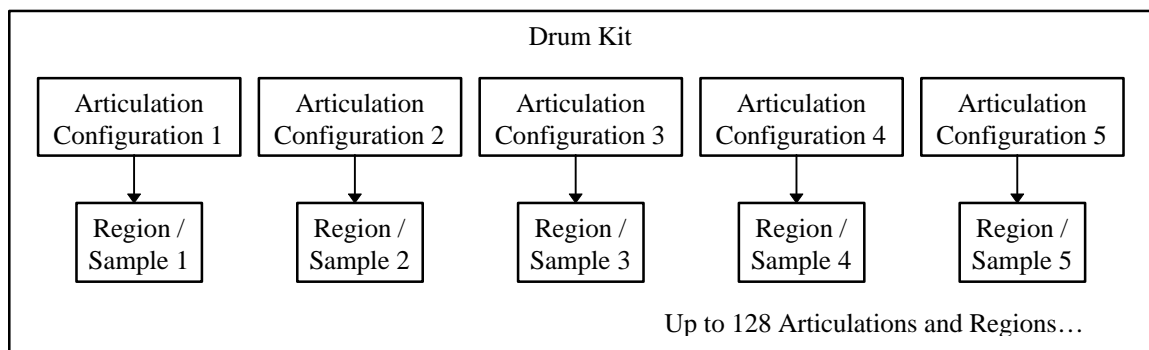 Drum Kit
Articulation
Configuration 1
Articulation
Configuration 2
Articulation
Configuration 3
Articulation
Configuration 4
Articulation
Configuration 5
Region /
Sample 1
Region /
Sample 2
Region /
Sample 3
Region /
Sample 4
Region /
Sample 5
Up to 128 Articulations and Regions…